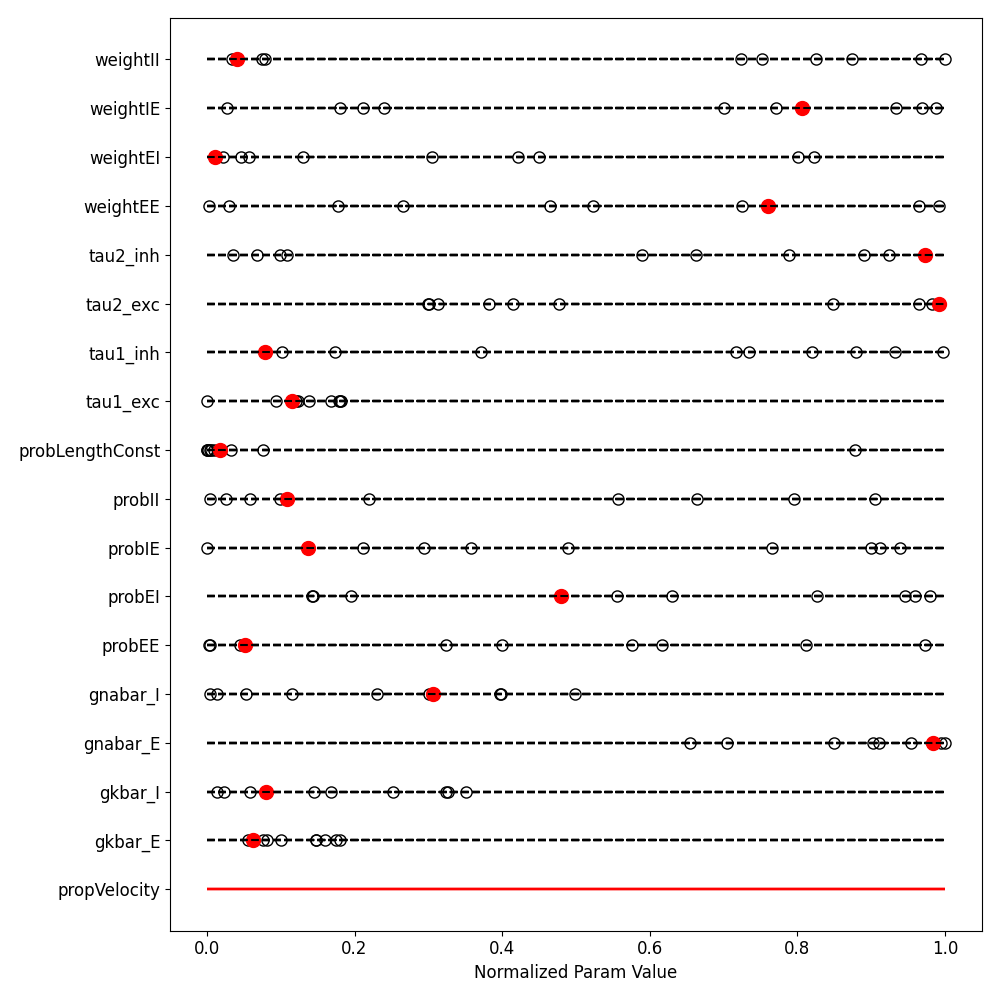 weightII
weightIE
weightEI
weightEE
tau2_inh
tau2_exc
tau1_inh
tau1_exc
probLengthConst
probII
probIE
probEI
probEE
gnabar_I
gnabar_E
gkbar_I
gkbar_E
propVelocity
0.0 0.2 0.4 0.6 0.8 1.0
Normalized Param Value